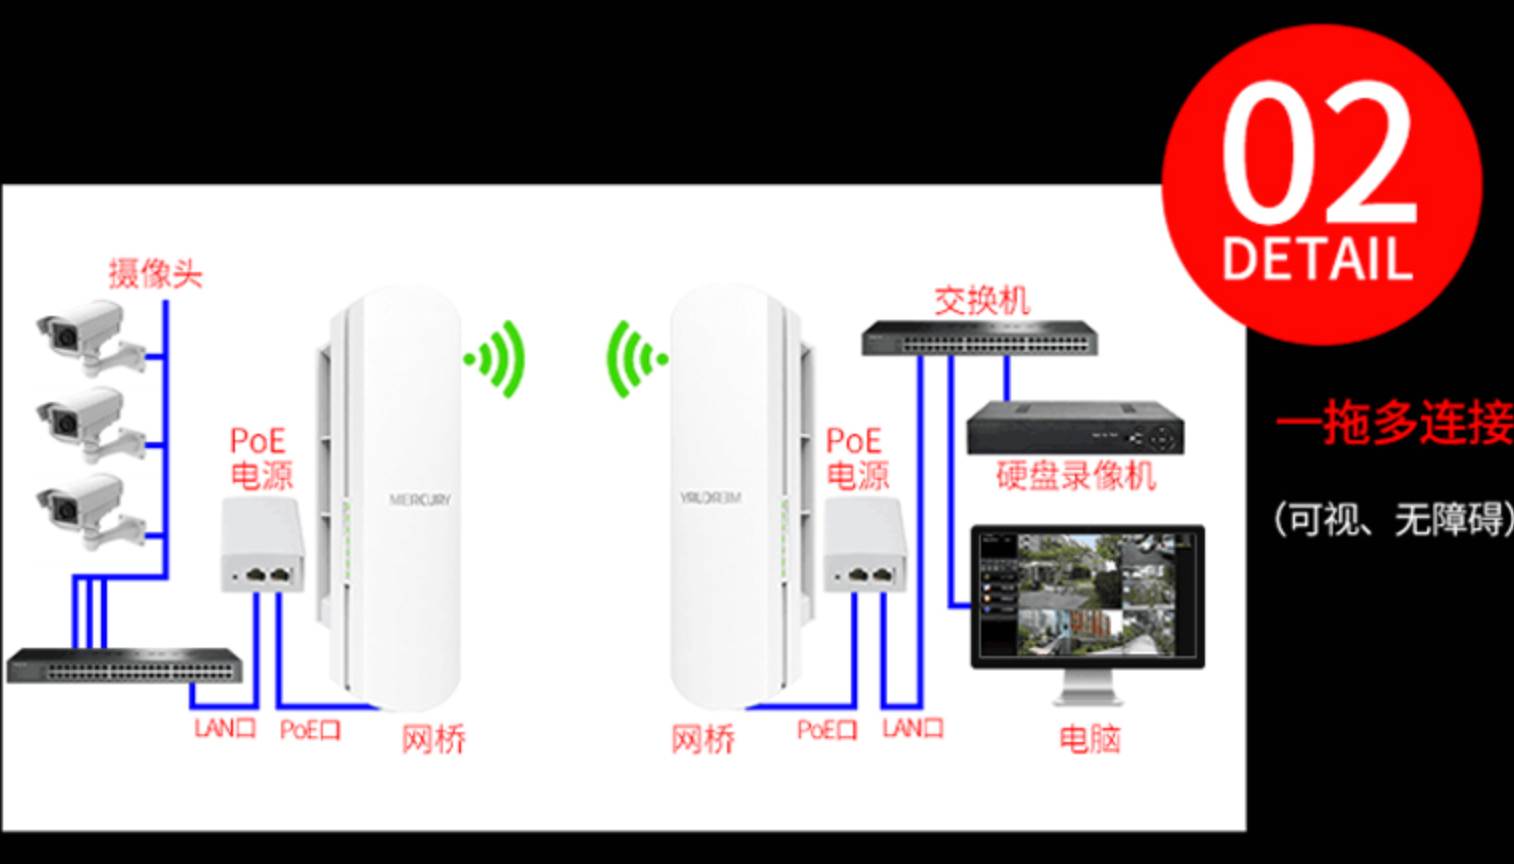 02
DETAIL
一拖多连接
(可视、无障碍)
摄像头
PoE
电源
MERCURY
LAN口
PoE口
网桥
MERCURY
网桥
PoE
电源
PoE口
LAN口
交换机
硬盘录像机
电脑